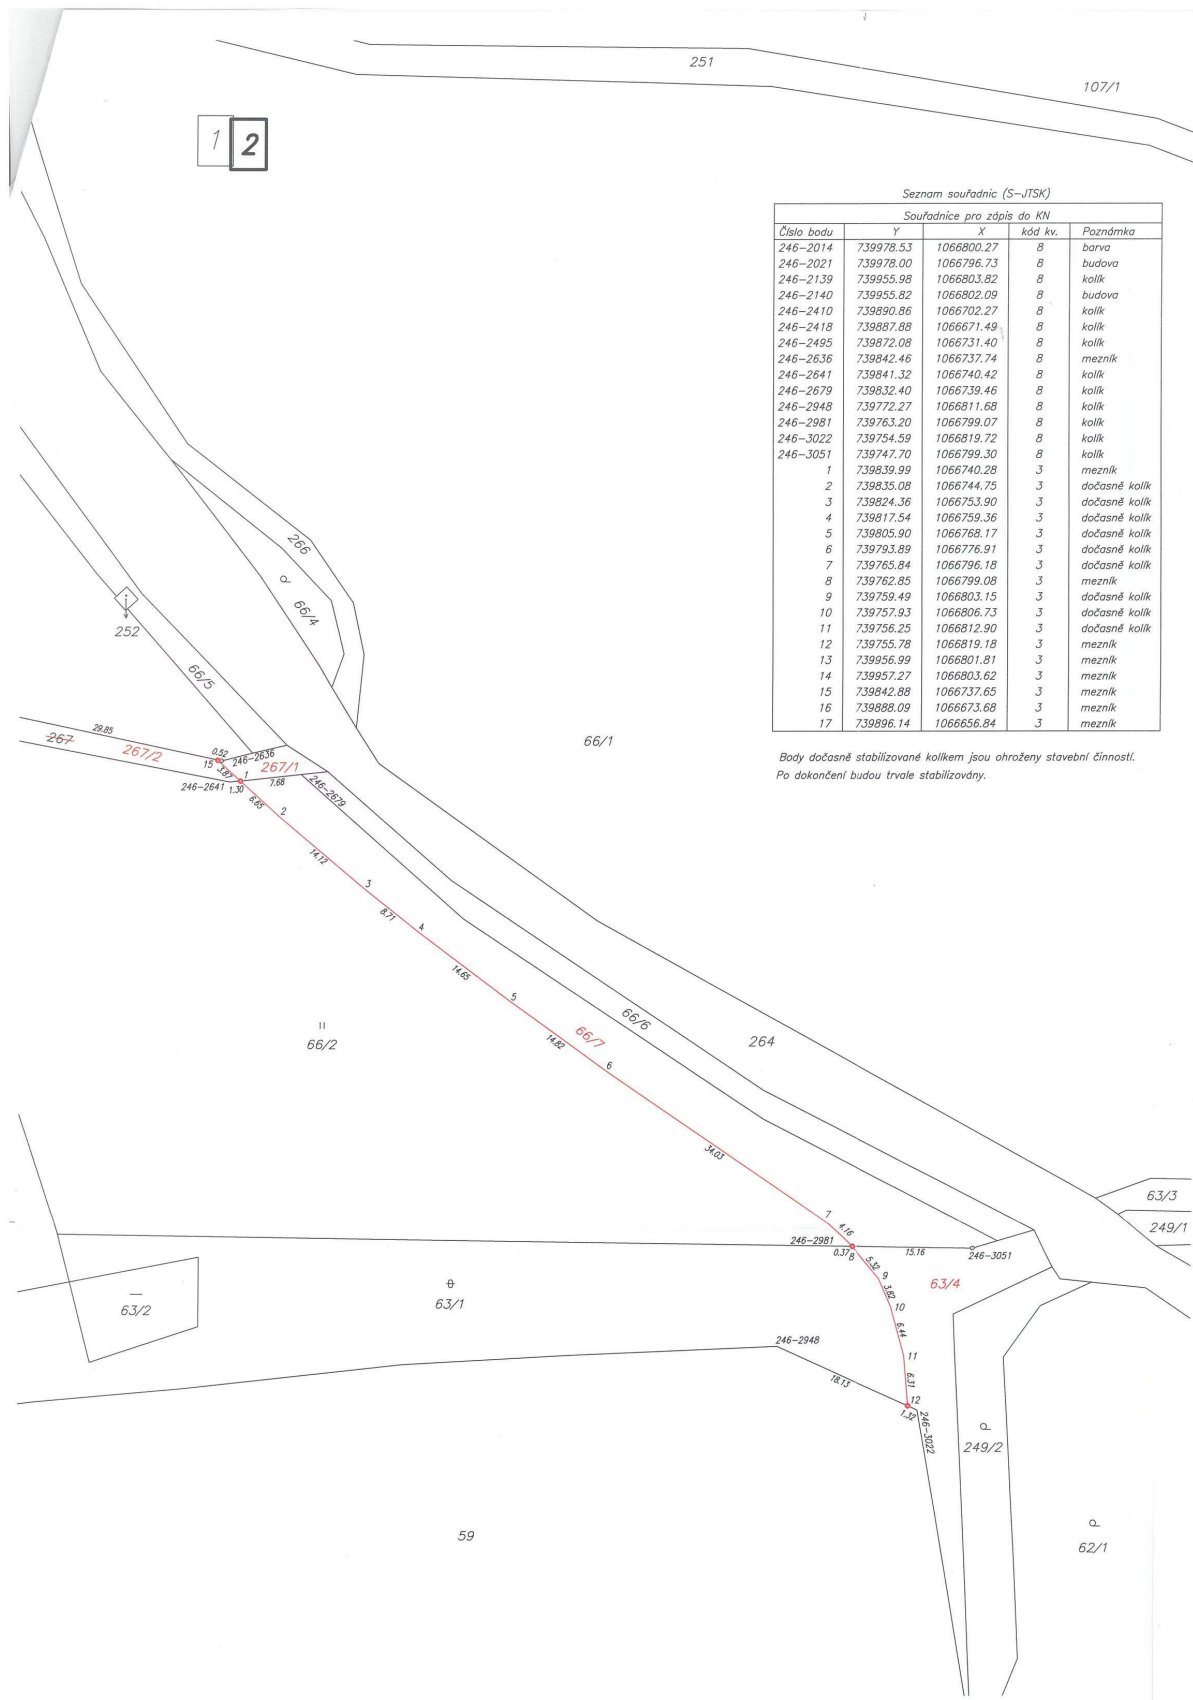 251
107/1
1 2
Seznam souřadnic (S-JTSK)
Souřadnice pro zápis do KN
Číslo bodu Y X kód kv. Poznámka
246-2014 739978.53 1066800.27 8 barva
246-2021 739978.00 1066796.73 8 budova
246-2139 739955.98 1066803.82 8 kolík
246-2140 739955.82 1066802.09 8 budova
246-2410 739890.86 1066702.27 8 kolík
246-2418 739887.88 1066671.49 8 kolík
246-2495 739872.08 1066731.40 8 kolík
246-2636 739842.46 1066737.74 8 mezník
246-2641 739841.32 1066740.42 8 kolík
246-2679 739832.40 1066739.46 8 kolík
246-2948 739772.27 1066811.68 8 kolík
246-2981 739763.20 1066799.07 8 kolík
246-3022 739754.59 1066819.72 8 kolík
246-3051 739747.70 1066799.30 8 kolík
1 739839.99 1066740.28 3 mezník
2 739835.08 1066744.75 3 dočasně kolík
3 739824.36 1066753.90 3 dočasně kolík
4 739817.54 1066759.36 3 dočasně kolík
5 739805.90 1066768.17 3 dočasně kolík
6 739793.89 1066776.91 3 dočasně kolík
7 739765.84 1066796.18 3 dočasně kolík
8 739762.85 1066799.08 3 mezník
9 739759.49 1066803.15 3 dočasně kolík
10 739757.93 1066806.73 3 dočasně kolík
11 739756.25 1066812.90 3 dočasně kolík
12 739755.78 1066819.18 3 mezník
13 739956.99 1066801.81 3 mezník
14 739957.27 1066803.62 3 mezník
15 739842.88 1066737.65 3 mezník
16 739888.09 1066673.68 3 mezník
17 739896.14 1066656.84 3 mezník
Body dočasně stabilizované kolíkem jsou ohroženy stavební činností.
Po dokončení budou trvale stabilizovány.
266
66/4
252
66/5
29.85
267
267/2
0.52
246-2636
15
3.87
267/1
1
7.68
246-2641
1.30
246-2679
6.65
2
66/1
14.12
3
8.71
4
14.65
5
66/6
66/7
14.82
6
264
66/2
34.03
63/3
249/1
7
4.16
246-2981
0.37
8
15.16
246-3051
5.32
9
63/4
3.82
10
63/2
63/1
6.44
246-2948
11
18.13
6.31
12
1.32
246-3022
249/2
59
62/1